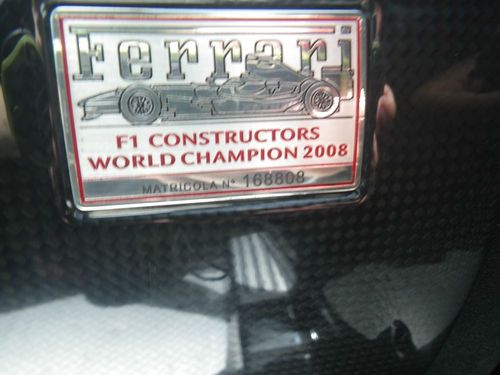 Ferrari
F1 CONSTRUCTORS
WORLD CHAMPION 2008
MATRICOLA N° 168808